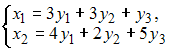 x₁ = 3y₁ + 3y₂ + y₃,
x₂ = 4y₁ + 2y₂ + 5y₃